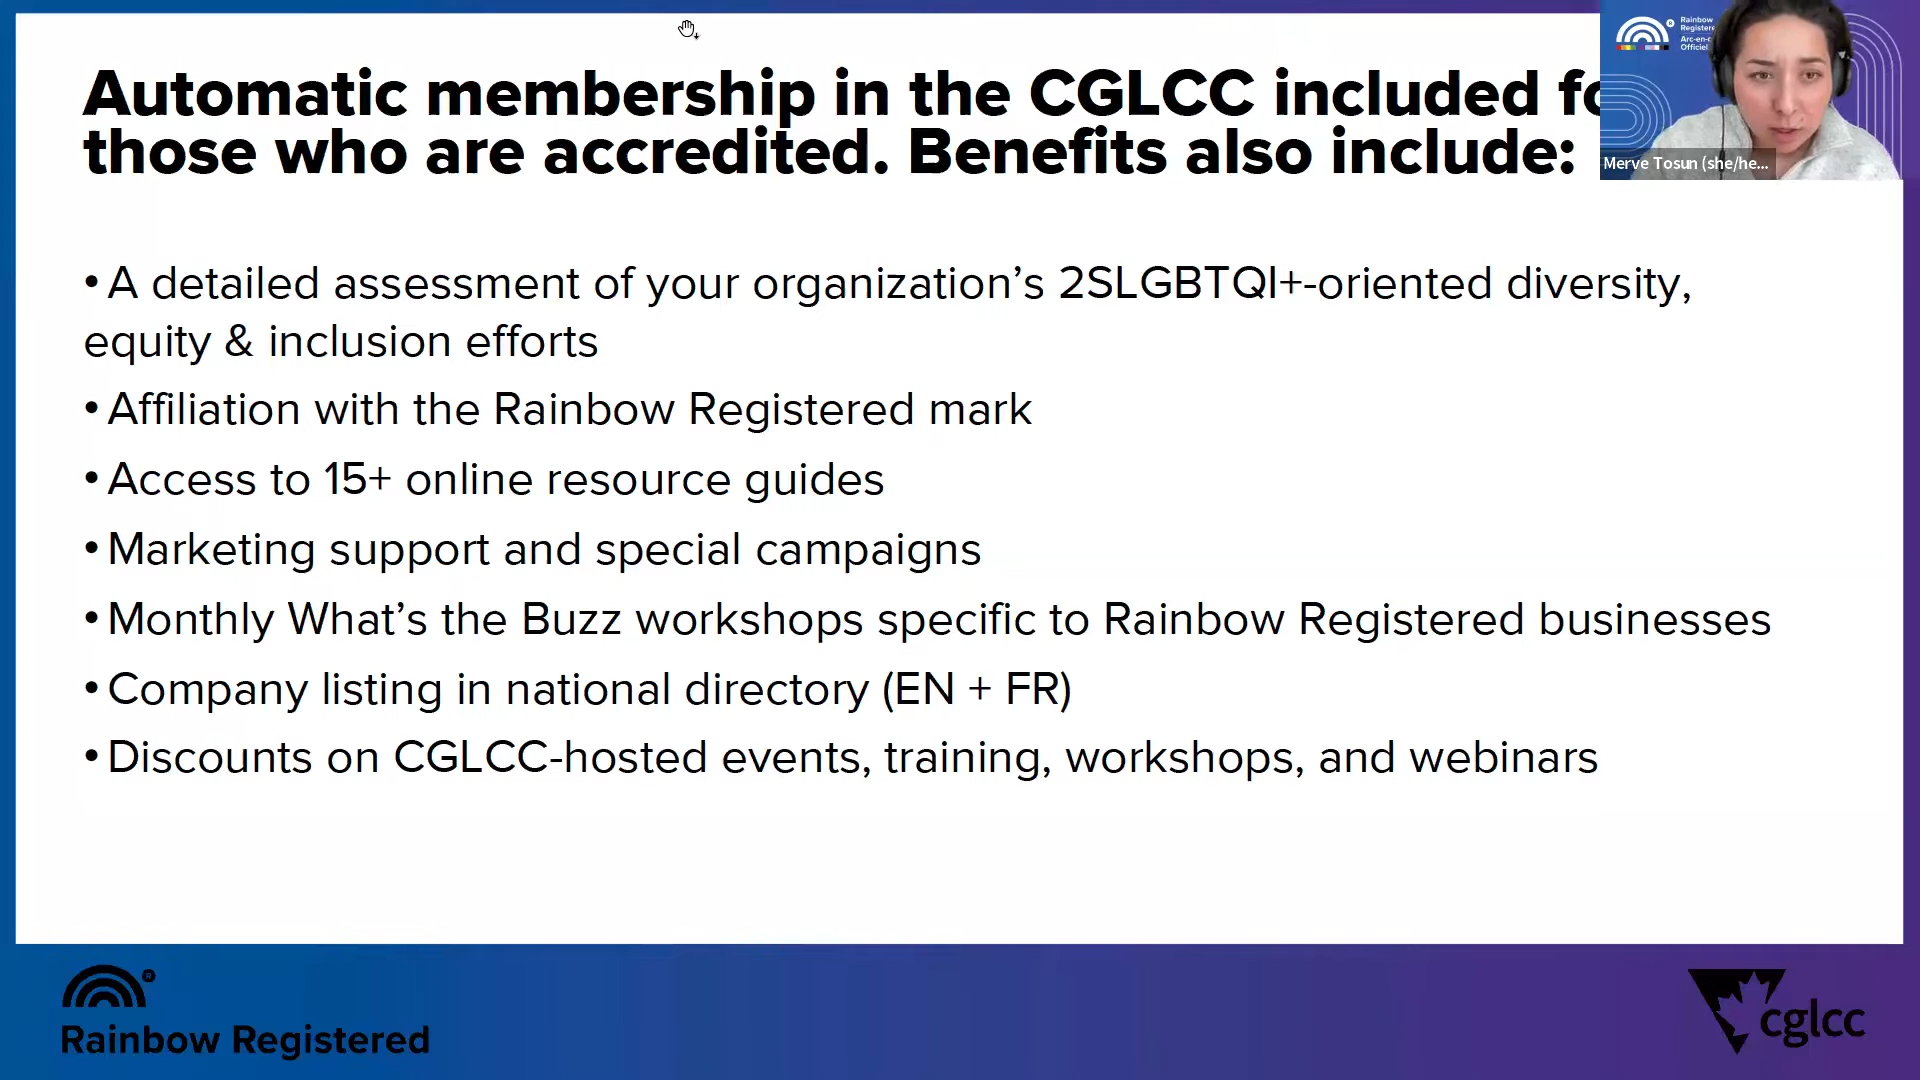 Automatic membership in the CGLCC included
those who are accredited. Benefits also include:
• A detailed assessment of your organization’s 2SLGBTQI+-oriented diversity,
equity & inclusion efforts
• Affiliation with the Rainbow Registered mark
• Access to 15+ online resource guides
• Marketing support and special campaigns
• Monthly What’s the Buzz workshops specific to Rainbow Registered businesses
• Company listing in national directory (EN + FR)
• Discounts on CGLCC-hosted events, training, workshops, and webinars
Rainbow
Arc-en-c
Officiel
Merve Tosun (she/he...
Rainbow Registered
cglcc